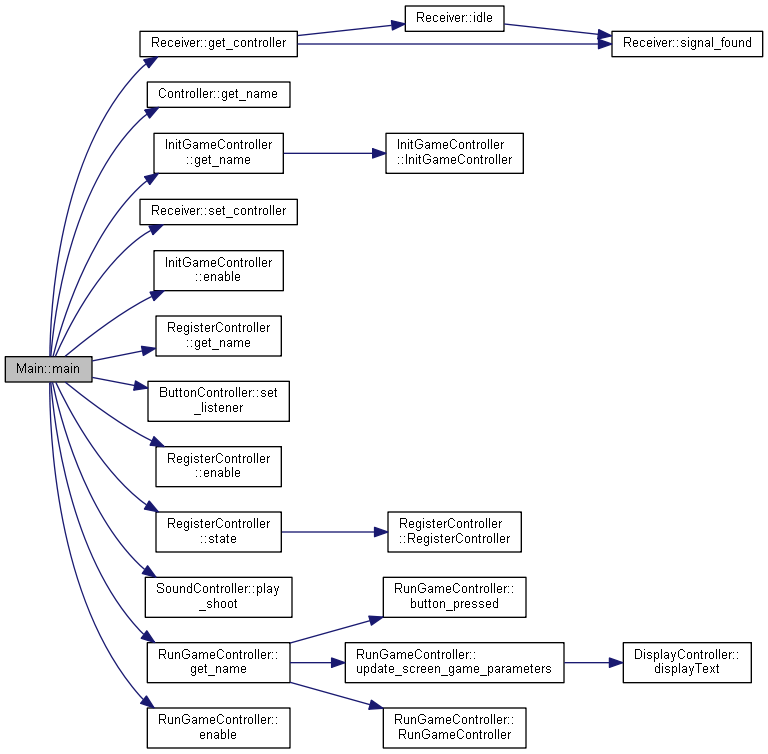 Main::main
Receiver::get_controller
Receiver::idle
Receiver::signal_found
Controller::get_name
InitGameController
::get_name
InitGameController
::InitGameController
Receiver::set_controller
InitGameController
::enable
RegisterController
::get_name
ButtonController::set
_listener
RegisterController
::enable
RegisterController
::state
RegisterController
::RegisterController
SoundController::play
_shoot
RunGameController::
get_name
RunGameController::
button_pressed
RunGameController::
update_screen_game_parameters
DisplayController::
displayText
RunGameController::
RunGameController
RunGameController::
enable